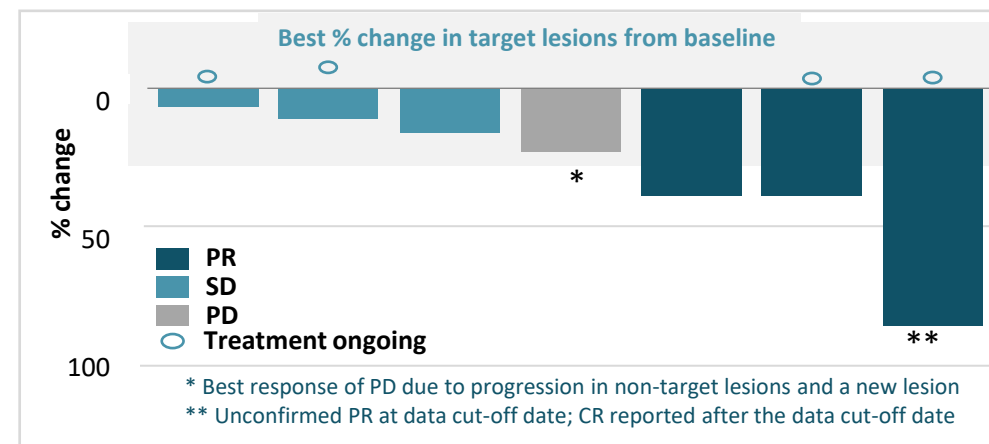 Best % change in target lesions from baseline
0
% change
*
50
PR
SD
PD
Treatment ongoing
**
100
* Best response of PD due to progression in non-target lesions and a new lesion
** Unconfirmed PR at data cut-off date; CR reported after the data cut-off date